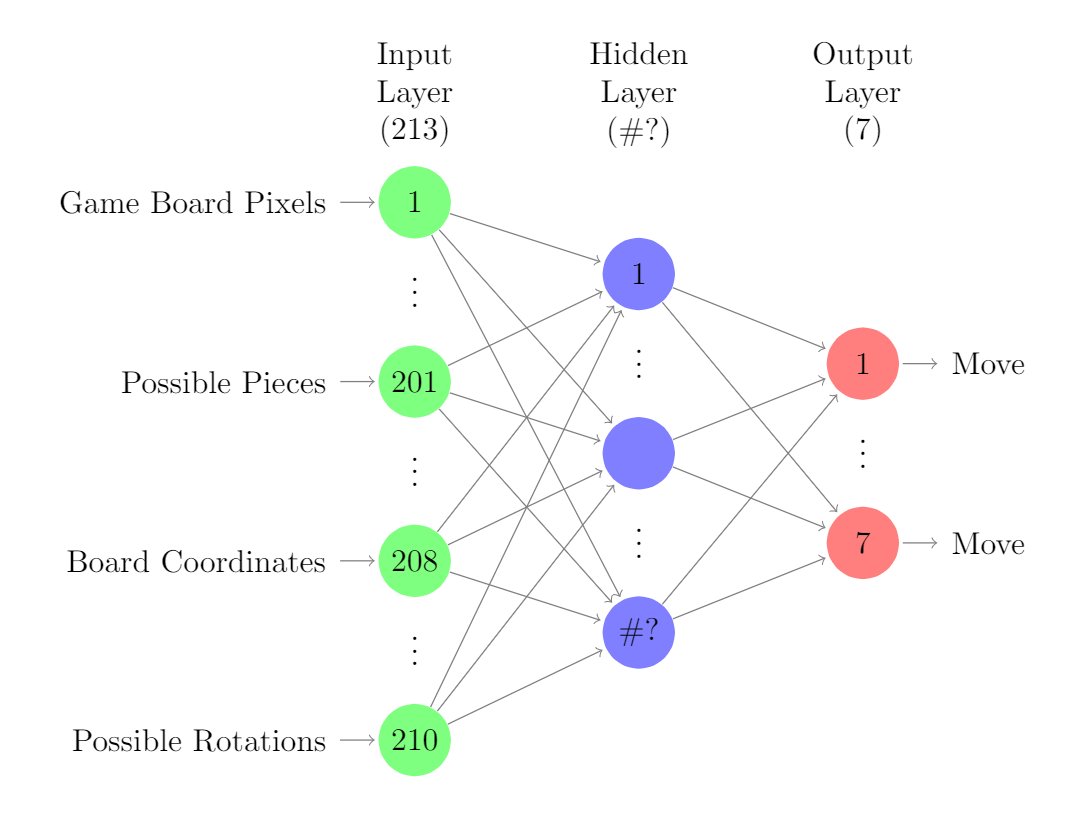 Input
Layer
(213)
Hidden
Layer
(#?)
Output
Layer
(7)
Game Board Pixels
1
Possible Pieces
201
Board Coordinates
208
Possible Rotations
210
1
#?
1
Move
7
Move